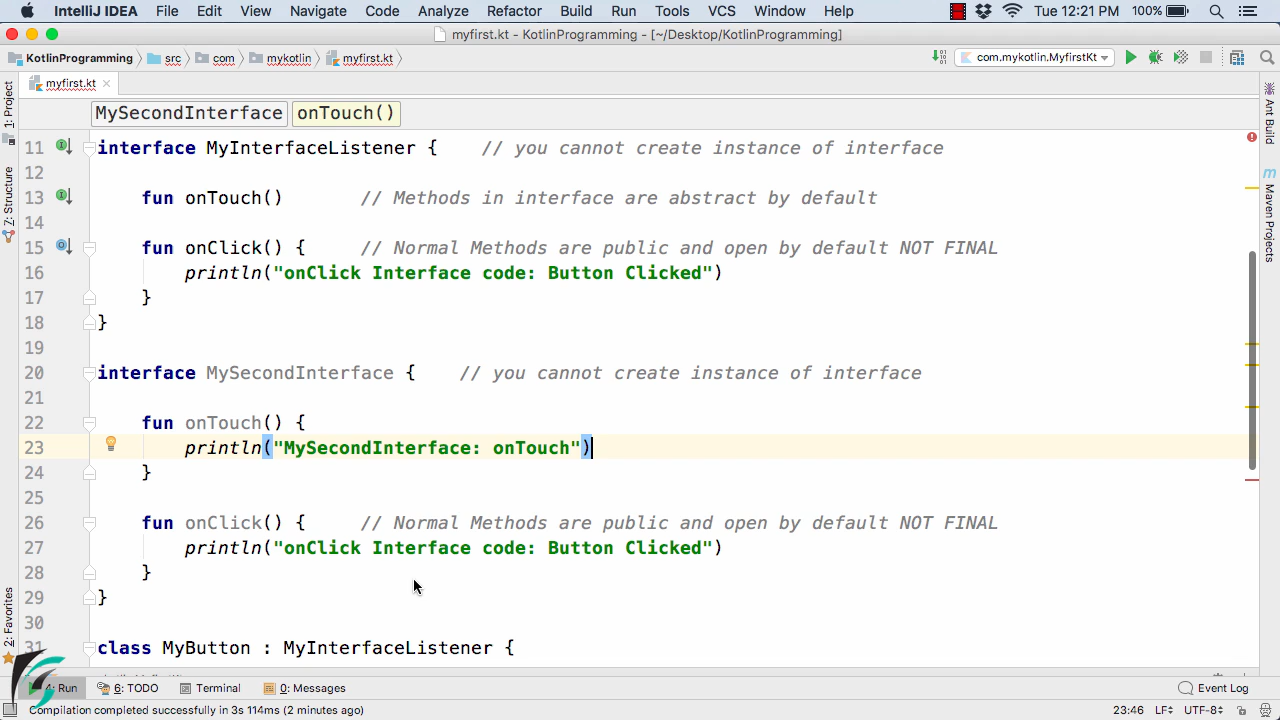 IntelliJ IDEA File Edit View Navigate Code Analyze Refactor Build Run Tools VCS Window Help Tue 12:21 PM 100%
myfirst.kt - KotlinProgramming - [~/Desktop/KotlinProgramming]
KotlinProgramming src com mykotlin myfirst.kt com.mykotlin.MyfirstKt
myfirst.kt
MySecondInterface onTouch()
11 interface MyInterfaceListener { // you cannot create instance of interface
12
13 fun onTouch() // Methods in interface are abstract by default
14
15 fun onClick() { // Normal Methods are public and open by default NOT FINAL
16 println("onClick Interface code: Button Clicked")
17 }
18 }
19
20 interface MySecondInterface { // you cannot create instance of interface
21
22 fun onTouch() {
23 println("MySecondInterface: onTouch")
24 }
25
26 fun onClick() { // Normal Methods are public and open by default NOT FINAL
27 println("onClick Interface code: Button Clicked")
28 }
29 }
30
31 class MyButton : MyInterfaceListener {
1: Project
7: Structure
2: Favorites
Ant Build
Maven Projects
4: Run 6: TODO Terminal 0: Messages Event Log
Compilation completed successfully in 3s 114ms (2 minutes ago) 23:46 LF UTF-8